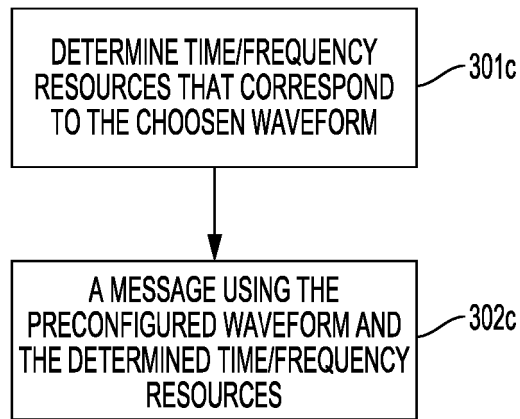 DETERMINE TIME/FREQUENCY
RESOURCES THAT CORRESPOND
TO THE CHOOSEN WAVEFORM
301c
A MESSAGE USING THE
PRECONFIGURED WAVEFORM AND
THE DETERMINED TIME/FREQUENCY
RESOURCES
302c